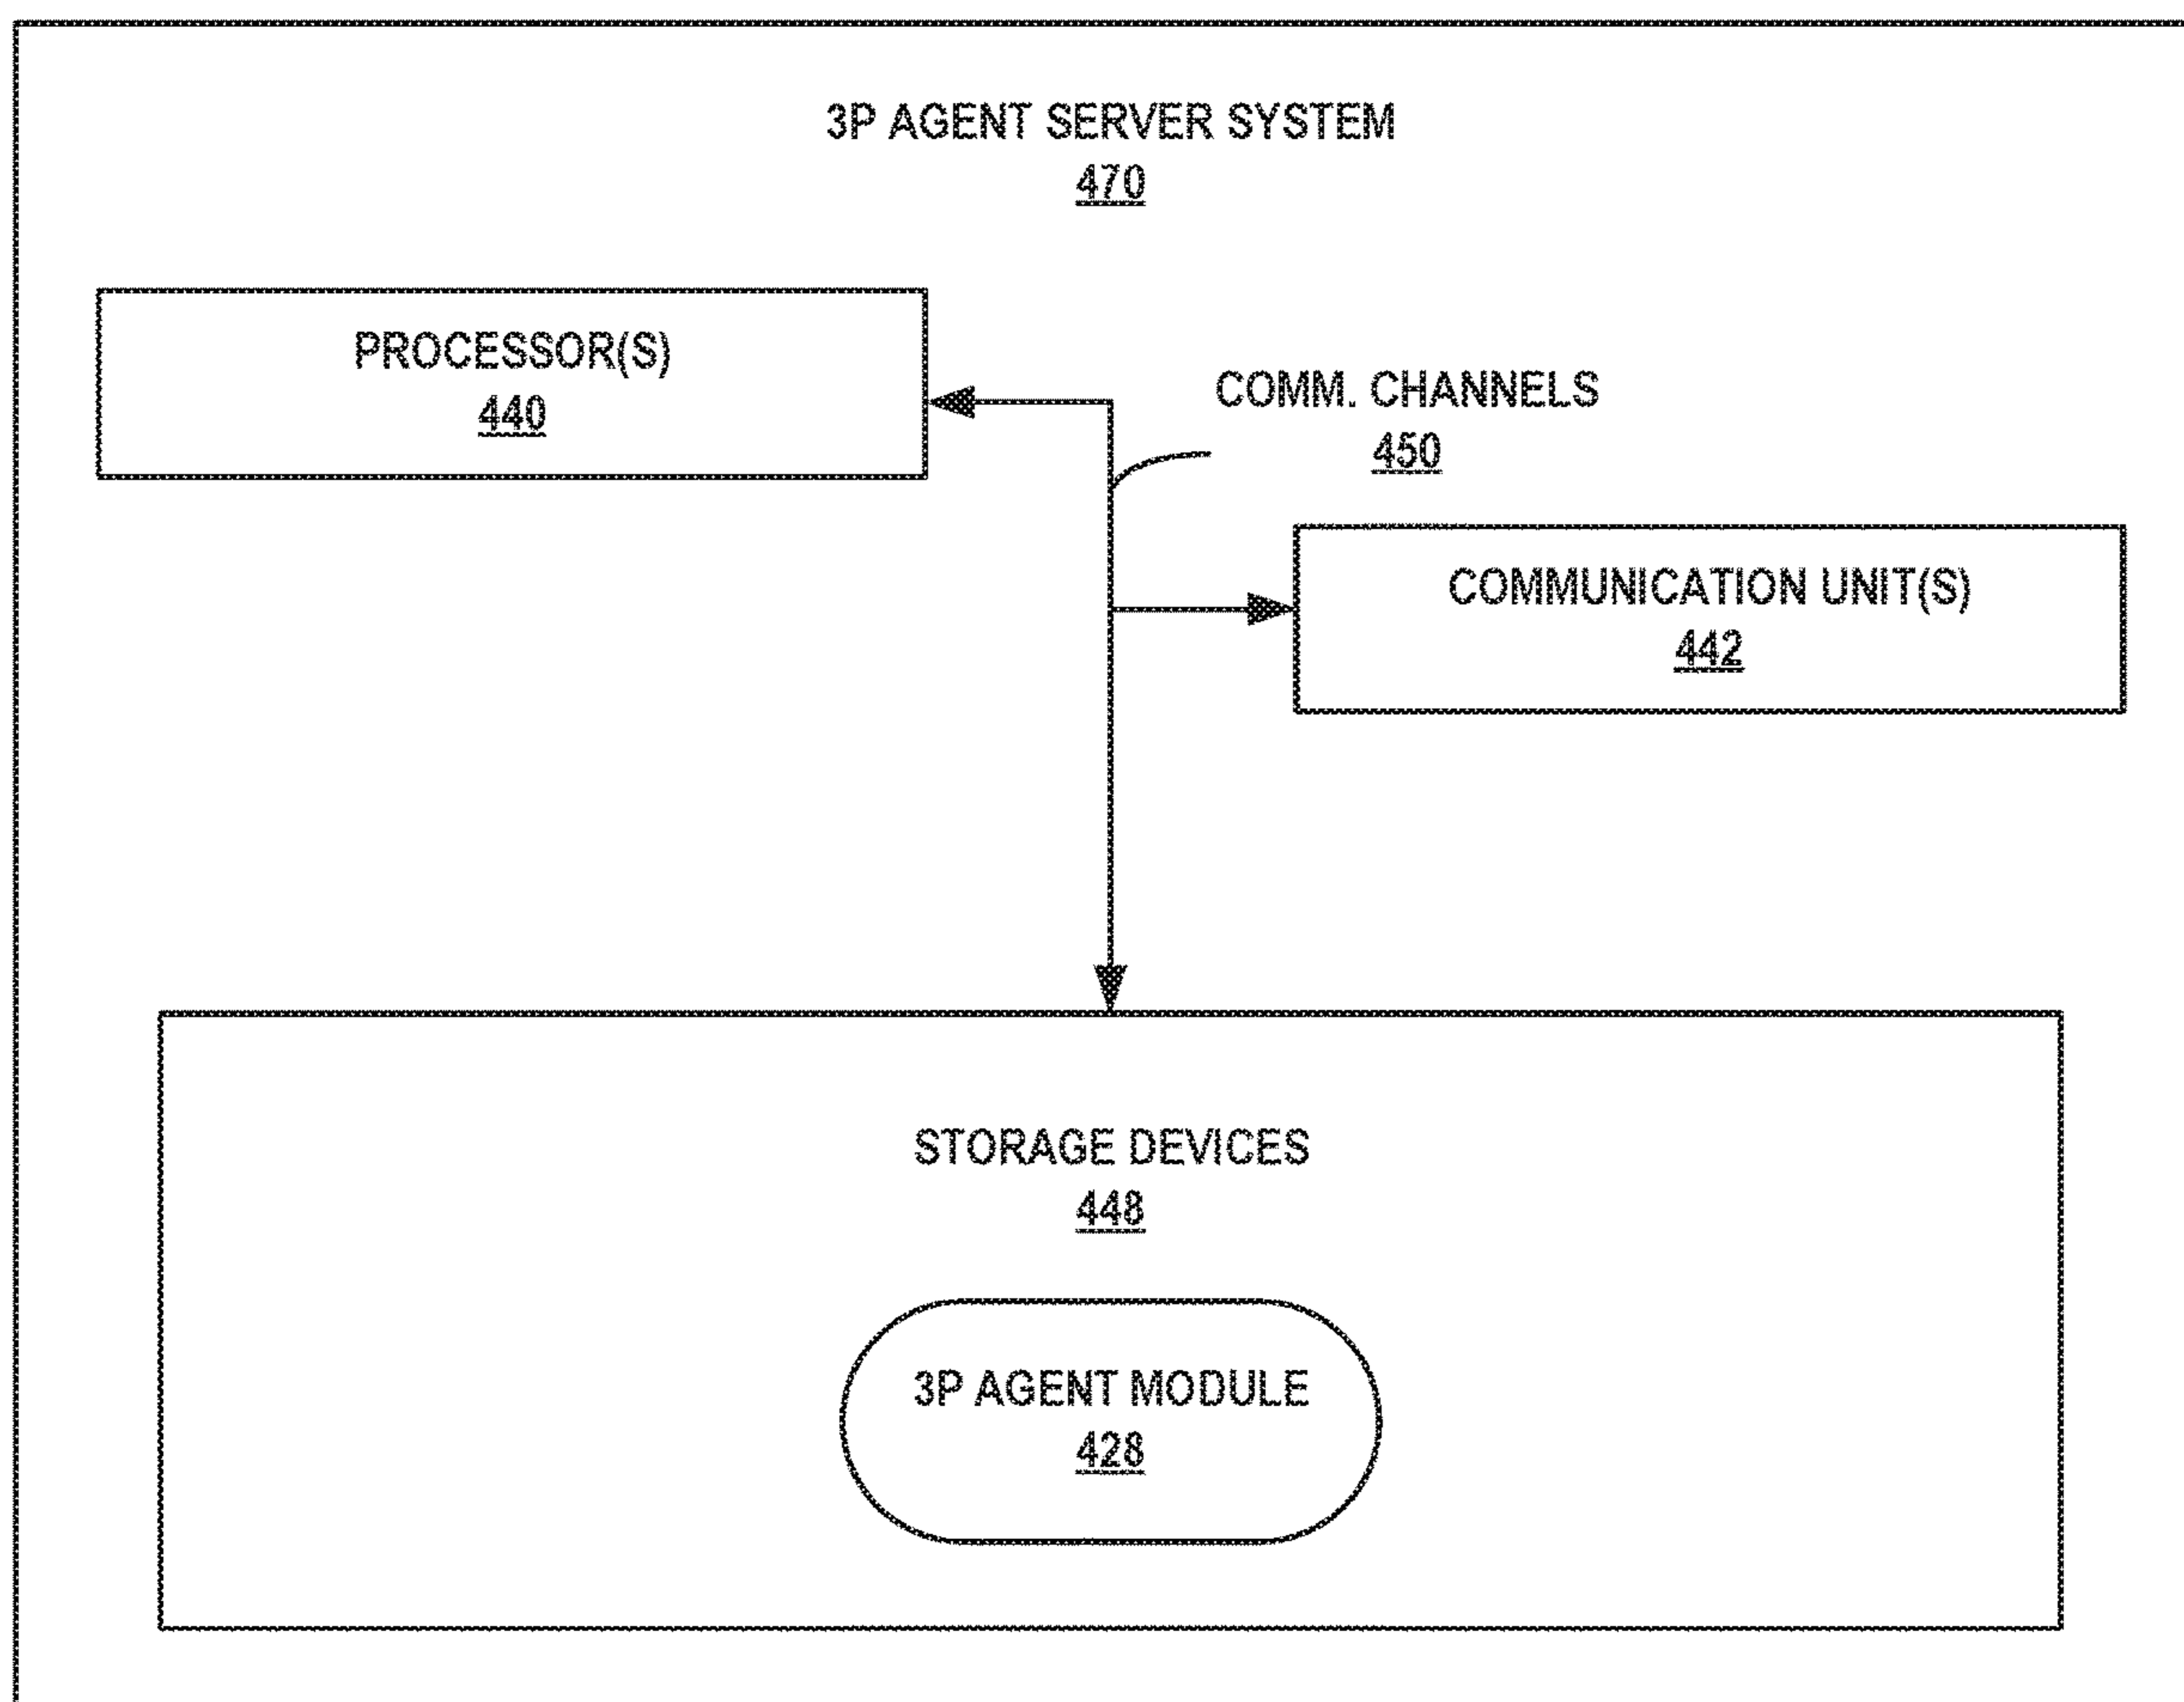 3P AGENT SERVER SYSTEM
470
PROCESSOR(S)
440
COMM. CHANNELS
450
COMMUNICATION UNIT(S)
442
STORAGE DEVICES
448
3P AGENT MODULE
428